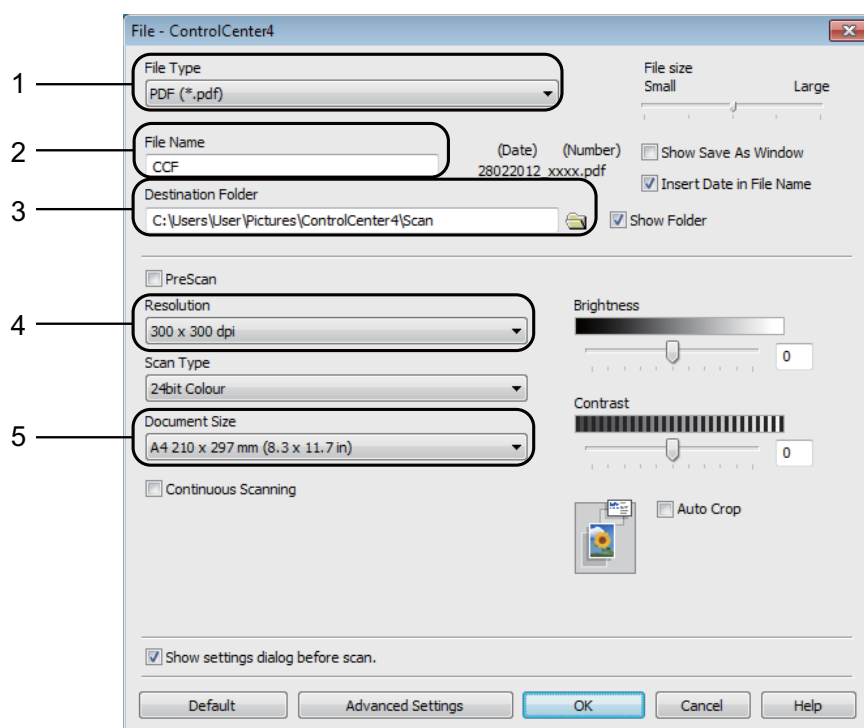 File - ControlCenter4
1
File Type
PDF (*.pdf)
File size
Small Large
2
File Name
CCF
(Date) (Number)
28022012_xxxx.pdf
Show Save As Window
Insert Date in File Name
3
Destination Folder
C:\Users\User\Pictures\ControlCenter4\Scan
Show Folder
PreScan
4
Resolution
300 x 300 dpi
Scan Type
24bit Colour
5
Document Size
A4 210 x 297 mm (8.3 x 11.7 in)
Continuous Scanning
Brightness
0
Contrast
0
Auto Crop
Show settings dialog before scan.
Default Advanced Settings OK Cancel Help